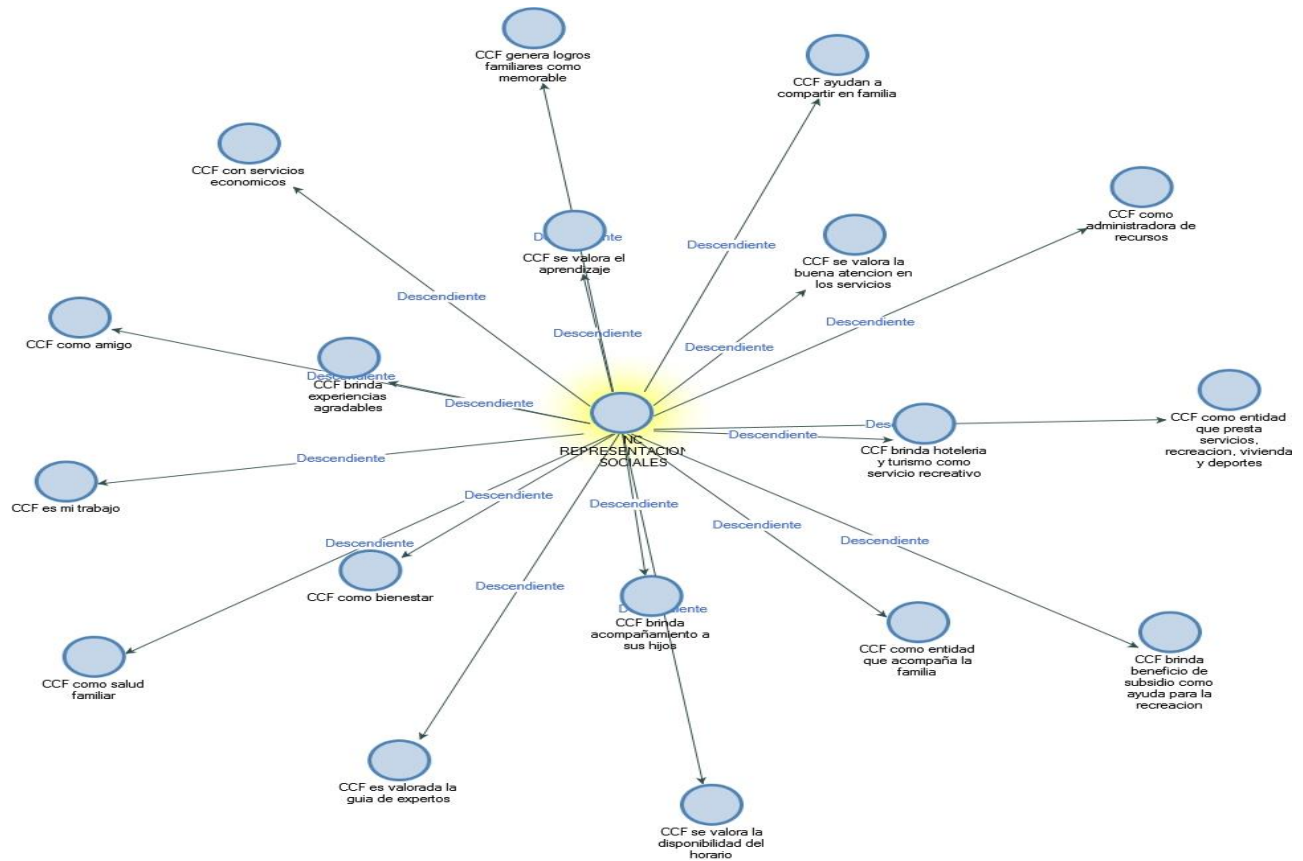 CCF genera logros
familiares como
memorable
CCF ayudan a
compartir en familia
CCF con servicios
economicos
CCF como
administradora de
recursos
CCF se valora el
aprendizaje
CCF se valora la
buena atencion en
los servicios
Descendiente
Descendiente
Descendiente
Descendiente
Descendiente
Descendiente
CCF como amigo
CCF brinda
experiencias
agradables
Descendiente
Descendiente
NC
REPRESENTACION
SOCIALES
CCF brinda hoteleria
y turismo como
servicio recreativo
CCF como entidad
que presta
servicios,
recreacion, vivienda
y deportes
Descendiente
Descendiente
CCF es mi trabajo
Descendiente
Descendiente
Descendiente
Descendiente
Descendiente
Descendiente
CCF como bienestar
Descendiente
CCF brinda
acompañamiento a
sus hijos
CCF como entidad
que acompaña la
familia
CCF brinda
beneficio de
subsidio como
ayuda para la
recreacion
CCF como salud
familiar
CCF es valorada la
guia de expertos
CCF se valora la
disponibilidad del
horario